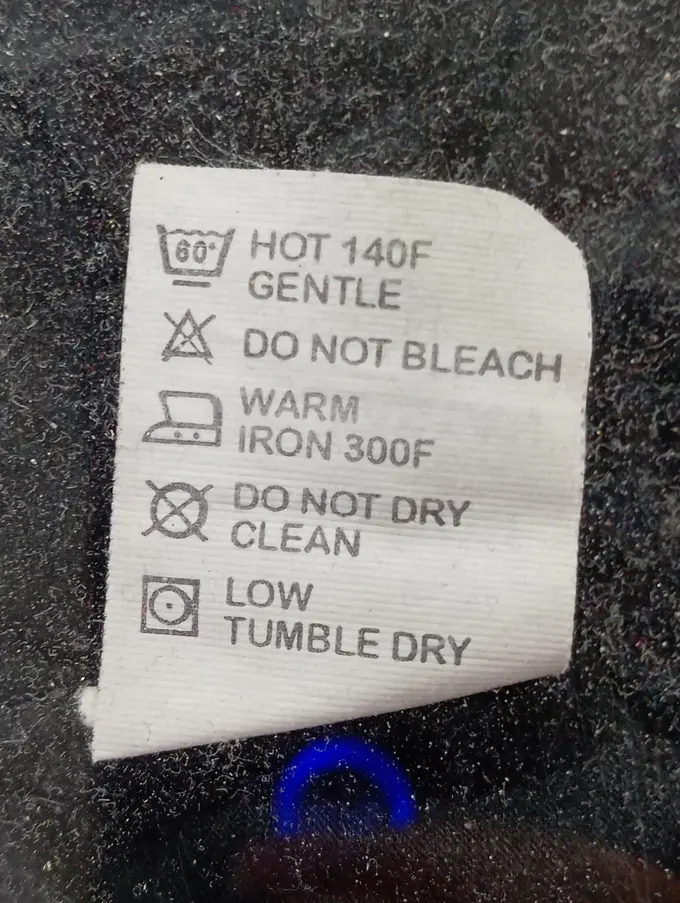 60° HOT 140F
GENTLE
DO NOT BLEACH
WARM
IRON 300F
DO NOT DRY
CLEAN
LOW
TUMBLE DRY